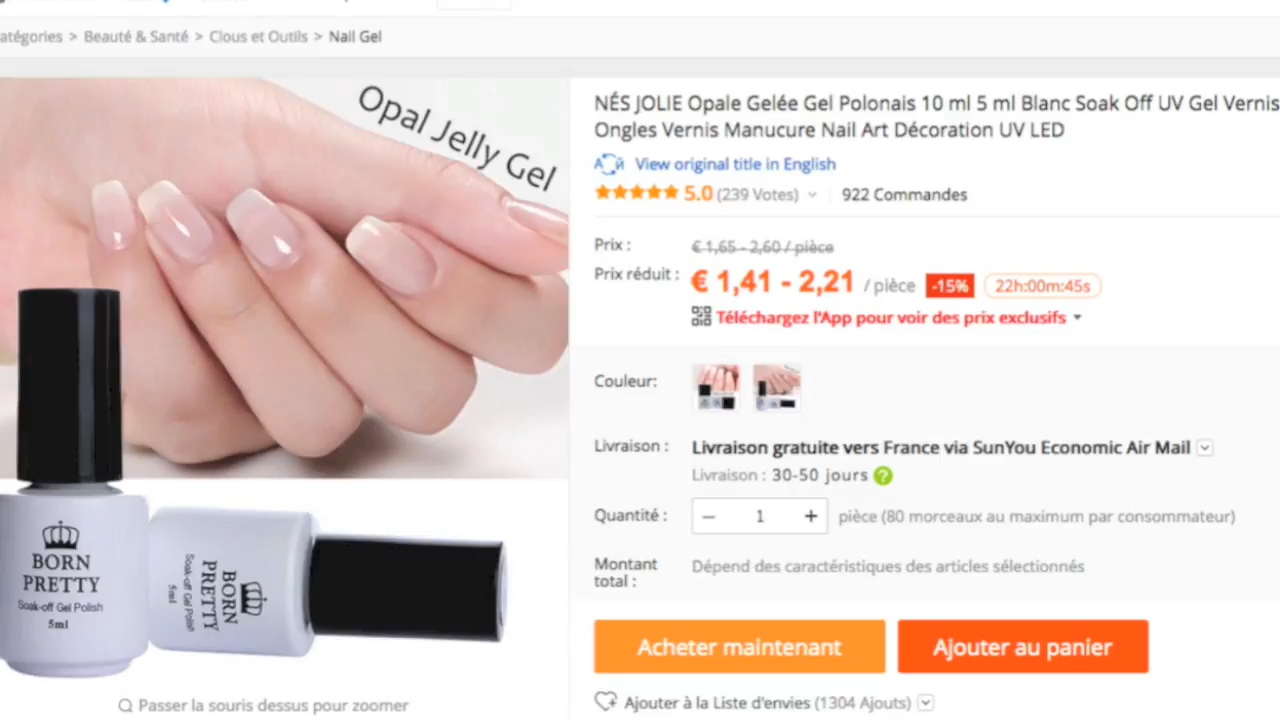 atégories > Beauté & Santé > Clous et Outils > Nail Gel
Opal Jelly Gel
NÉS JOLIE Opale Gelée Gel Polonais 10 ml 5 ml Blanc Soak Off UV Gel Vernis
Ongles Vernis Manucure Nail Art Décoration UV LED
View original title in English
5.0 (239 Votes) 922 Commandes
Prix : € 1,65 - 2,60 / pièce
Prix réduit : € 1,41 - 2,21 / pièce -15% 22h:00m:45s
Téléchargez l'App pour voir des prix exclusifs
Couleur:
Livraison : Livraison gratuite vers France via SunYou Economic Air Mail
Livraison : 30-50 jours ?
Quantité : − 1 + pièce (80 morceaux au maximum par consommateur)
Montant
total : Dépend des caractéristiques des articles sélectionnés
Acheter maintenant Ajouter au panier
Ajouter à la Liste d'envies (1304 Ajouts)
BORN
PRETTY
Soak-off Gel Polish
5ml
BORN
PRETTY
Soak-off Gel Polish
5ml
Passer la souris dessus pour zoomer